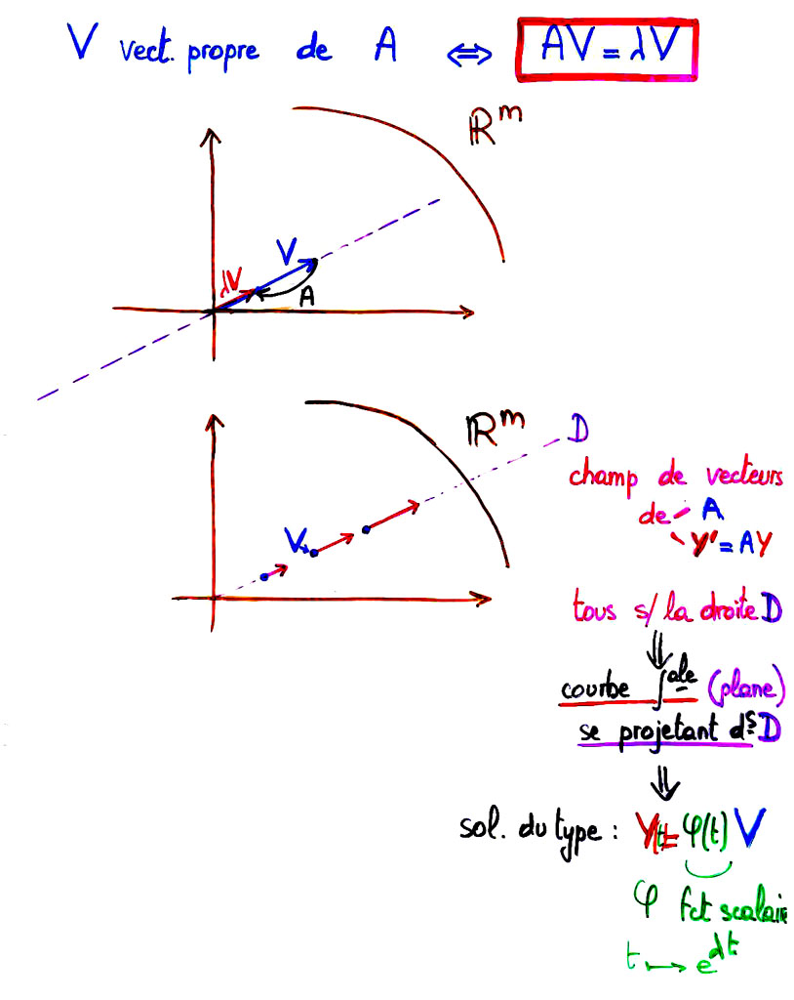 V vect. propre de A ⇔ AV = λV
ℝᵐ
V
λV
A
ℝᵐ
D
V
champ de vecteurs
de A
Y' = AY
tous s/ la droite D
⇓
courbe ∫ale (plane)
se projetant ds D
⇓
sol. du type : Y(t) = φ(t) V
φ fct scalaire
t ⟼ e^λt